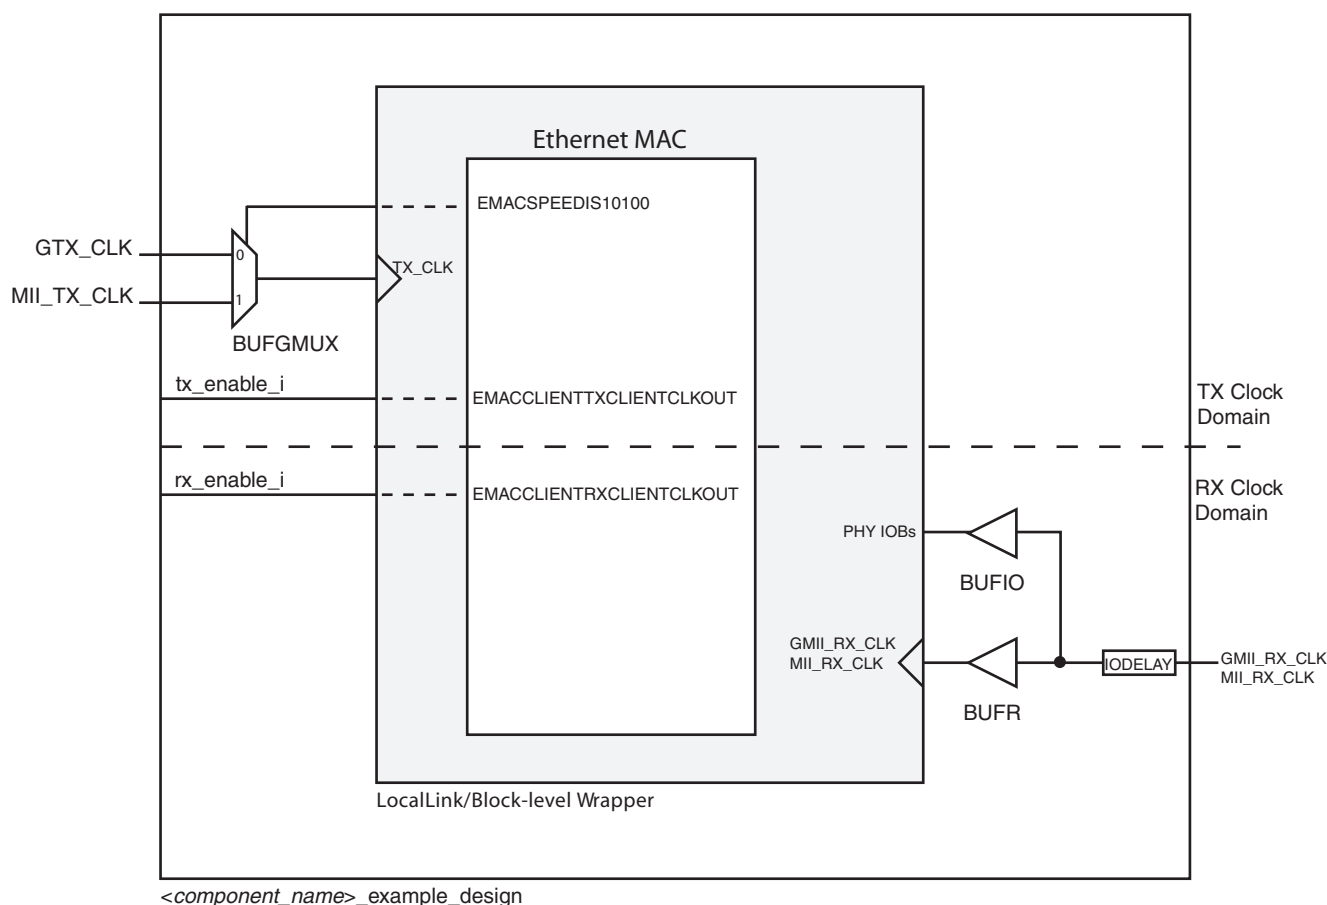 Ethernet MAC
EMACSPEEDIS10100
GTX_CLK
0
TX_CLK
MII_TX_CLK
1
BUFGMUX
tx_enable_i
EMACCLIENTTXCLIENTCLKOUT
TX Clock
Domain
rx_enable_i
EMACCLIENTRXCLIENTCLKOUT
RX Clock
Domain
PHY IOBs
BUFIO
GMII_RX_CLK
MII_RX_CLK
IODELAY
GMII_RX_CLK
MII_RX_CLK
BUFR
LocalLink/Block-level Wrapper
<component_name>_example_design